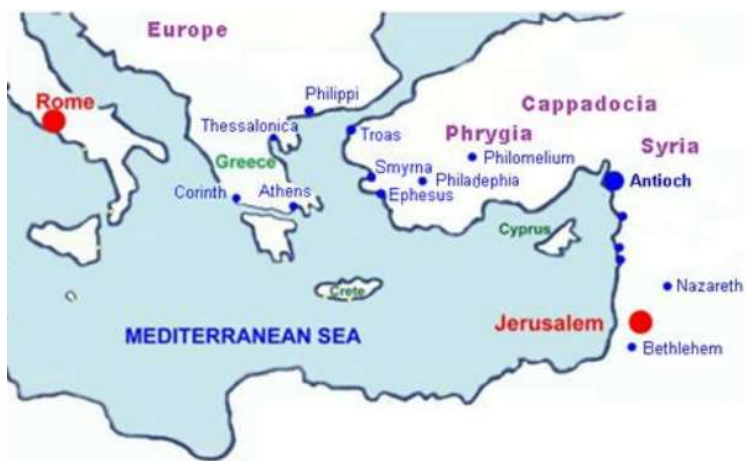 Europe
Philippi
Rome
Cappadocia
Thessalonica
Troas
Phrygia
Syria
Greece
Philomelium
Smyrna
Philadephia
Antioch
Corinth
Athens
Ephesus
Cyprus
Crete
Nazareth
Jerusalem
MEDITERRANEAN SEA
Bethlehem